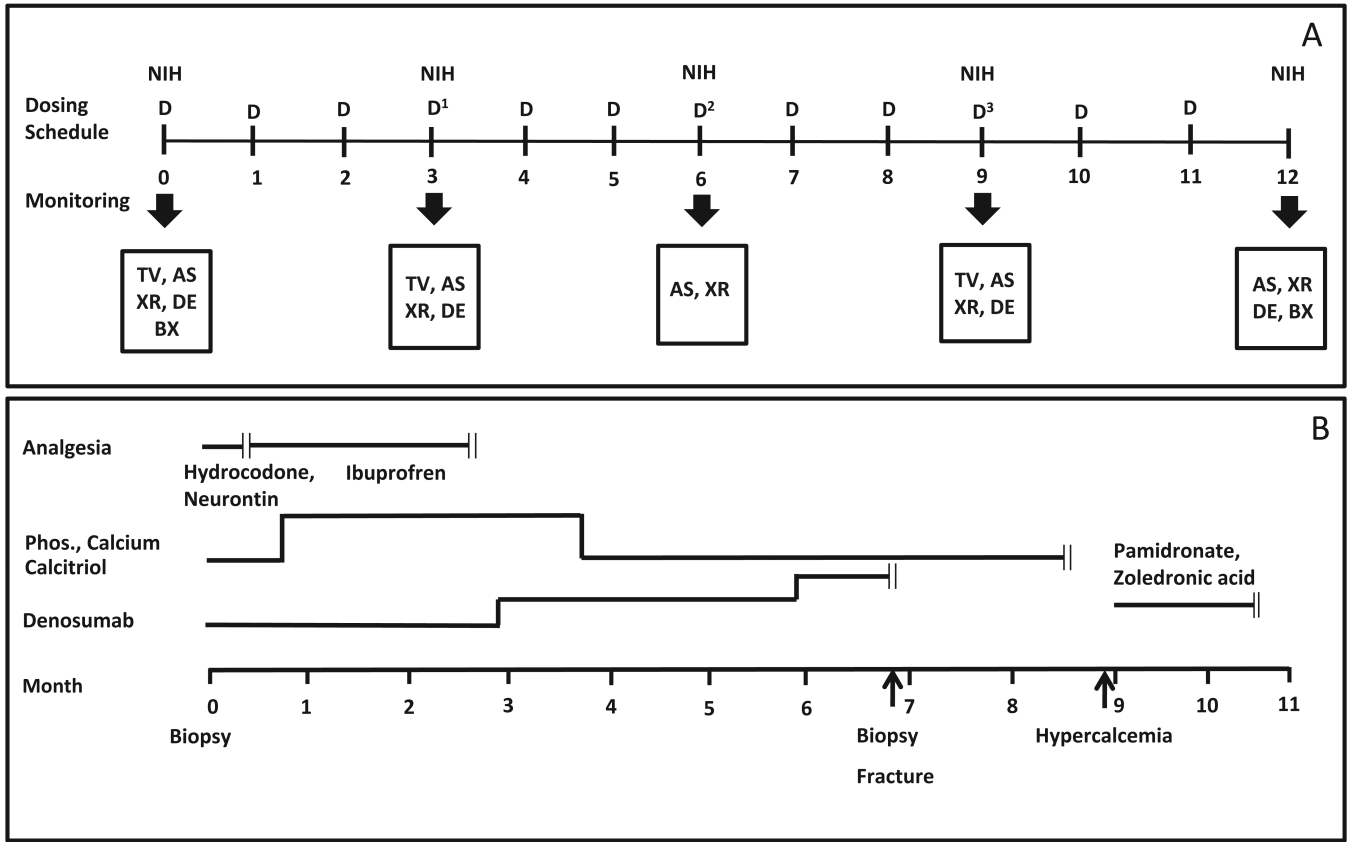 A
NIH NIH NIH NIH NIH
Dosing
Schedule
D D D D¹ D D D² D D D³ D D
0 1 2 3 4 5 6 7 8 9 10 11 12
Monitoring
TV, AS
XR, DE
BX
TV, AS
XR, DE
AS, XR
TV, AS
XR, DE
AS, XR
DE, BX
B
Analgesia
Hydrocodone,
Neurontin
Ibuprofren
Phos., Calcium
Calcitriol
Pamidronate,
Zoledronic acid
Denosumab
Month
0 1 2 3 4 5 6 7 8 9 10 11
Biopsy
Biopsy
Fracture
Hypercalcemia